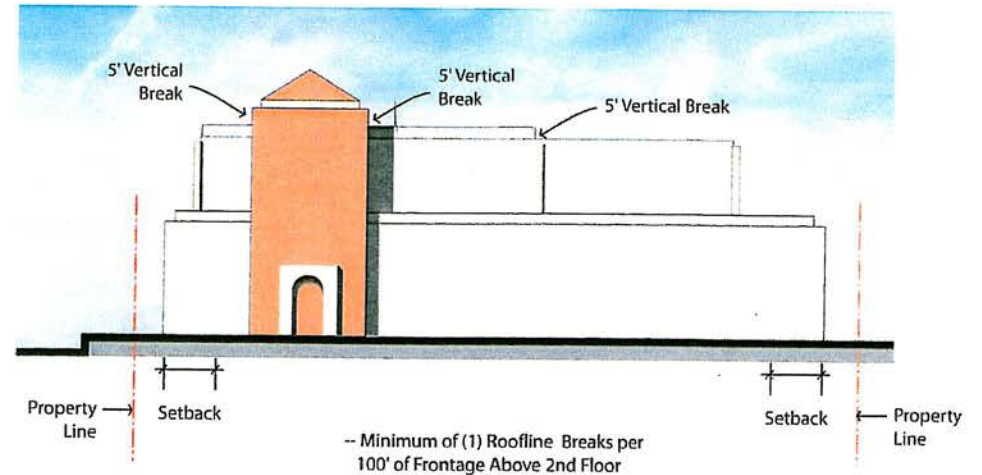 5' Vertical
Break
5' Vertical
Break
5' Vertical Break
Property
Line
Setback
Setback
Property
Line
-- Minimum of (1) Roofline Breaks per
100' of Frontage Above 2nd Floor